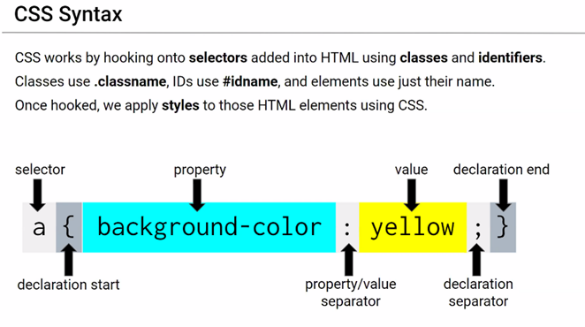 CSS Syntax
CSS works by hooking onto selectors added into HTML using classes and identifiers.
Classes use .classname, IDs use #idname, and elements use just their name.
Once hooked, we apply styles to those HTML elements using CSS.
selector property value declaration end
a { background-color : yellow ; }
declaration start property/value declaration
separator separator